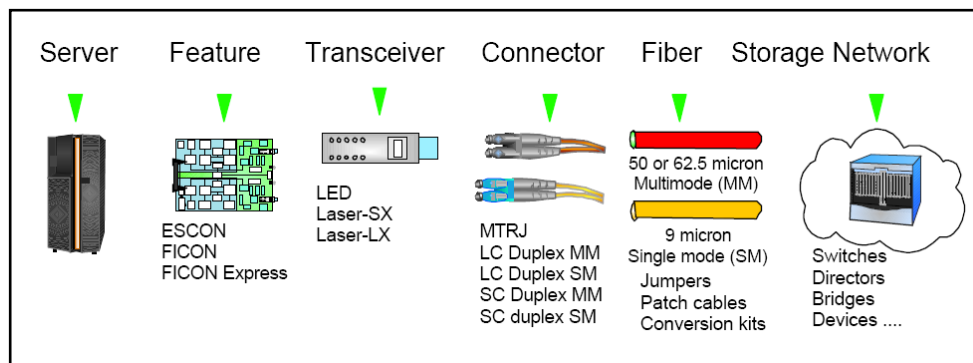 Server
Feature
Transceiver
Connector
Fiber
Storage Network
ESCON
FICON
FICON Express
LED
Laser-SX
Laser-LX
MTRJ
LC Duplex MM
LC Duplex SM
SC Duplex MM
SC duplex SM
50 or 62.5 micron
Multimode (MM)
9 micron
Single mode (SM)
Jumpers
Patch cables
Conversion kits
Switches
Directors
Bridges
Devices ....